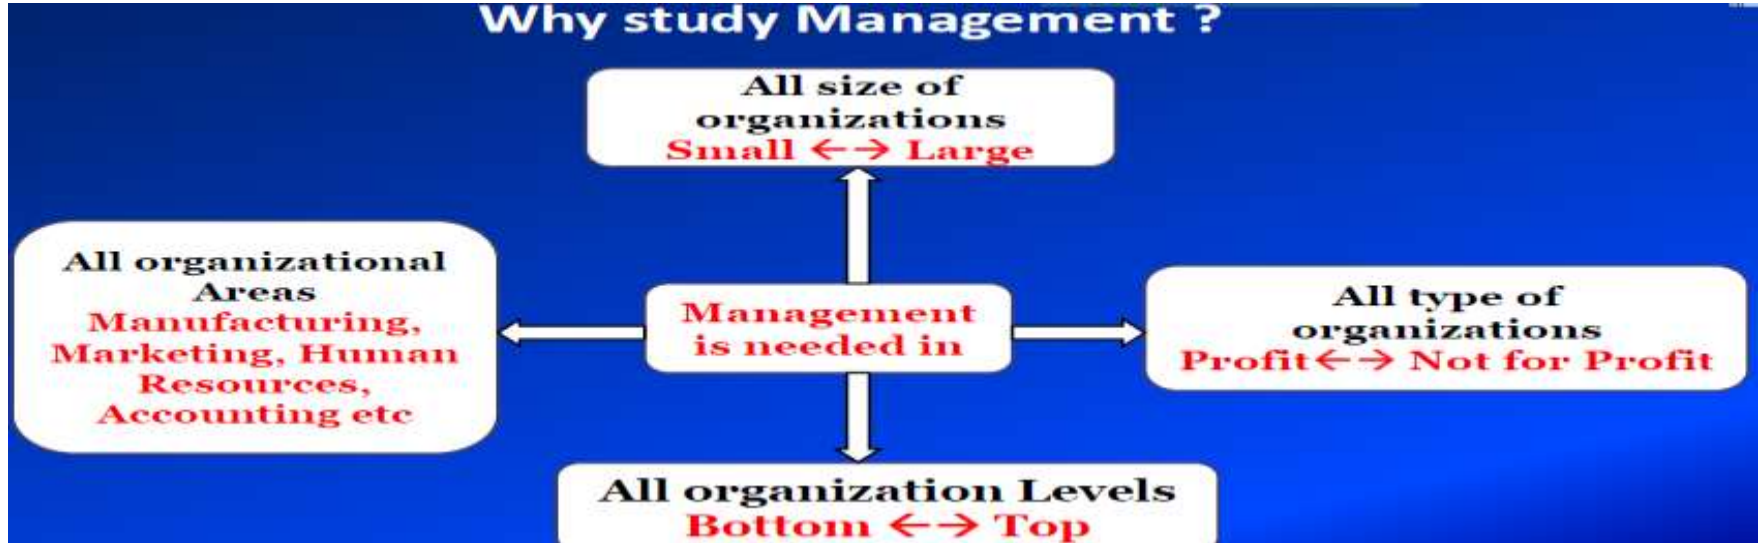 Why study Management ?
All size of
organizations
Small ←→ Large
All organizational
Areas
Manufacturing,
Marketing, Human
Resources,
Accounting etc
Management
is needed in
All type of
organizations
Profit←→ Not for Profit
All organization Levels
Bottom ←→ Top